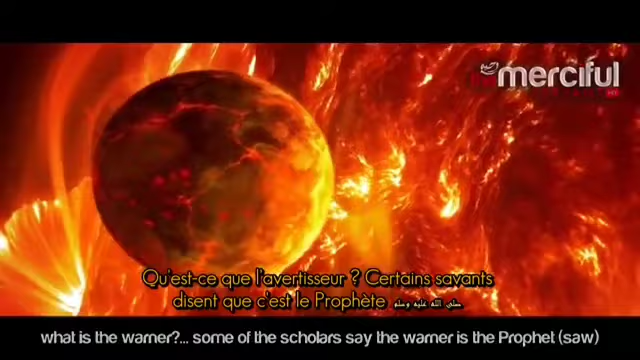 merciful
Qu'est-ce que l'avertisseur ? Certains savants
disent que c'est le Prophète صلى الله عليه وسلم
what is the warner?... some of the scholars say the warner is the Prophet (saw)